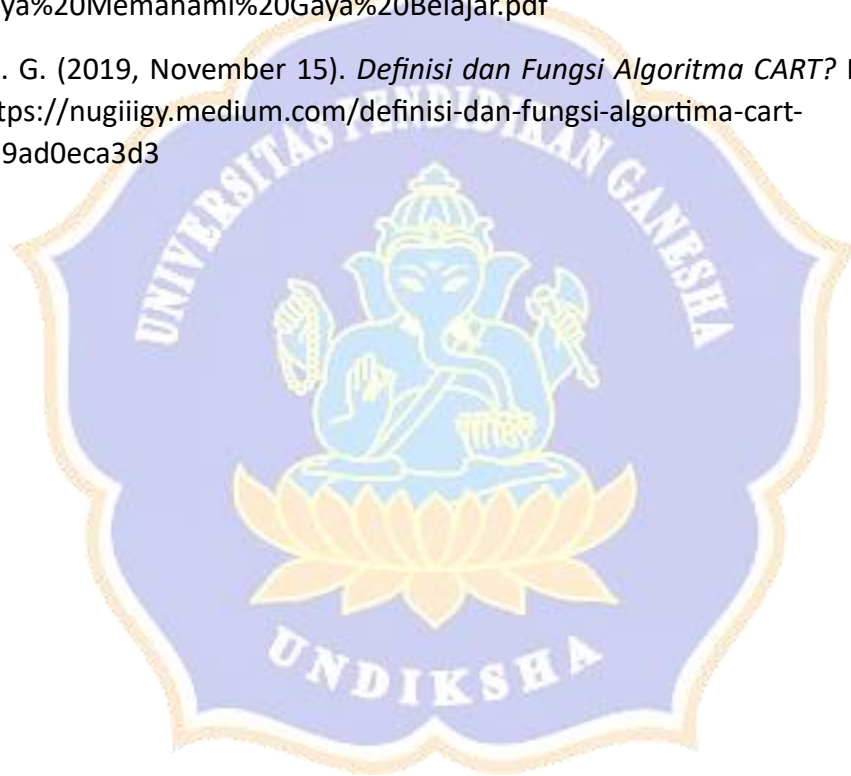 ya%20Memahami%20Gaya%20Belajar.pdf
. G. (2019, November 15). Definisi dan Fungsi Algoritma CART?
tps://nugiiigy.medium.com/definisi-dan-fungsi-algortima-cart-
9ad0eca3d3
UNIVERSITAS PENDIDIKAN GANESHA
UNDIKSHA